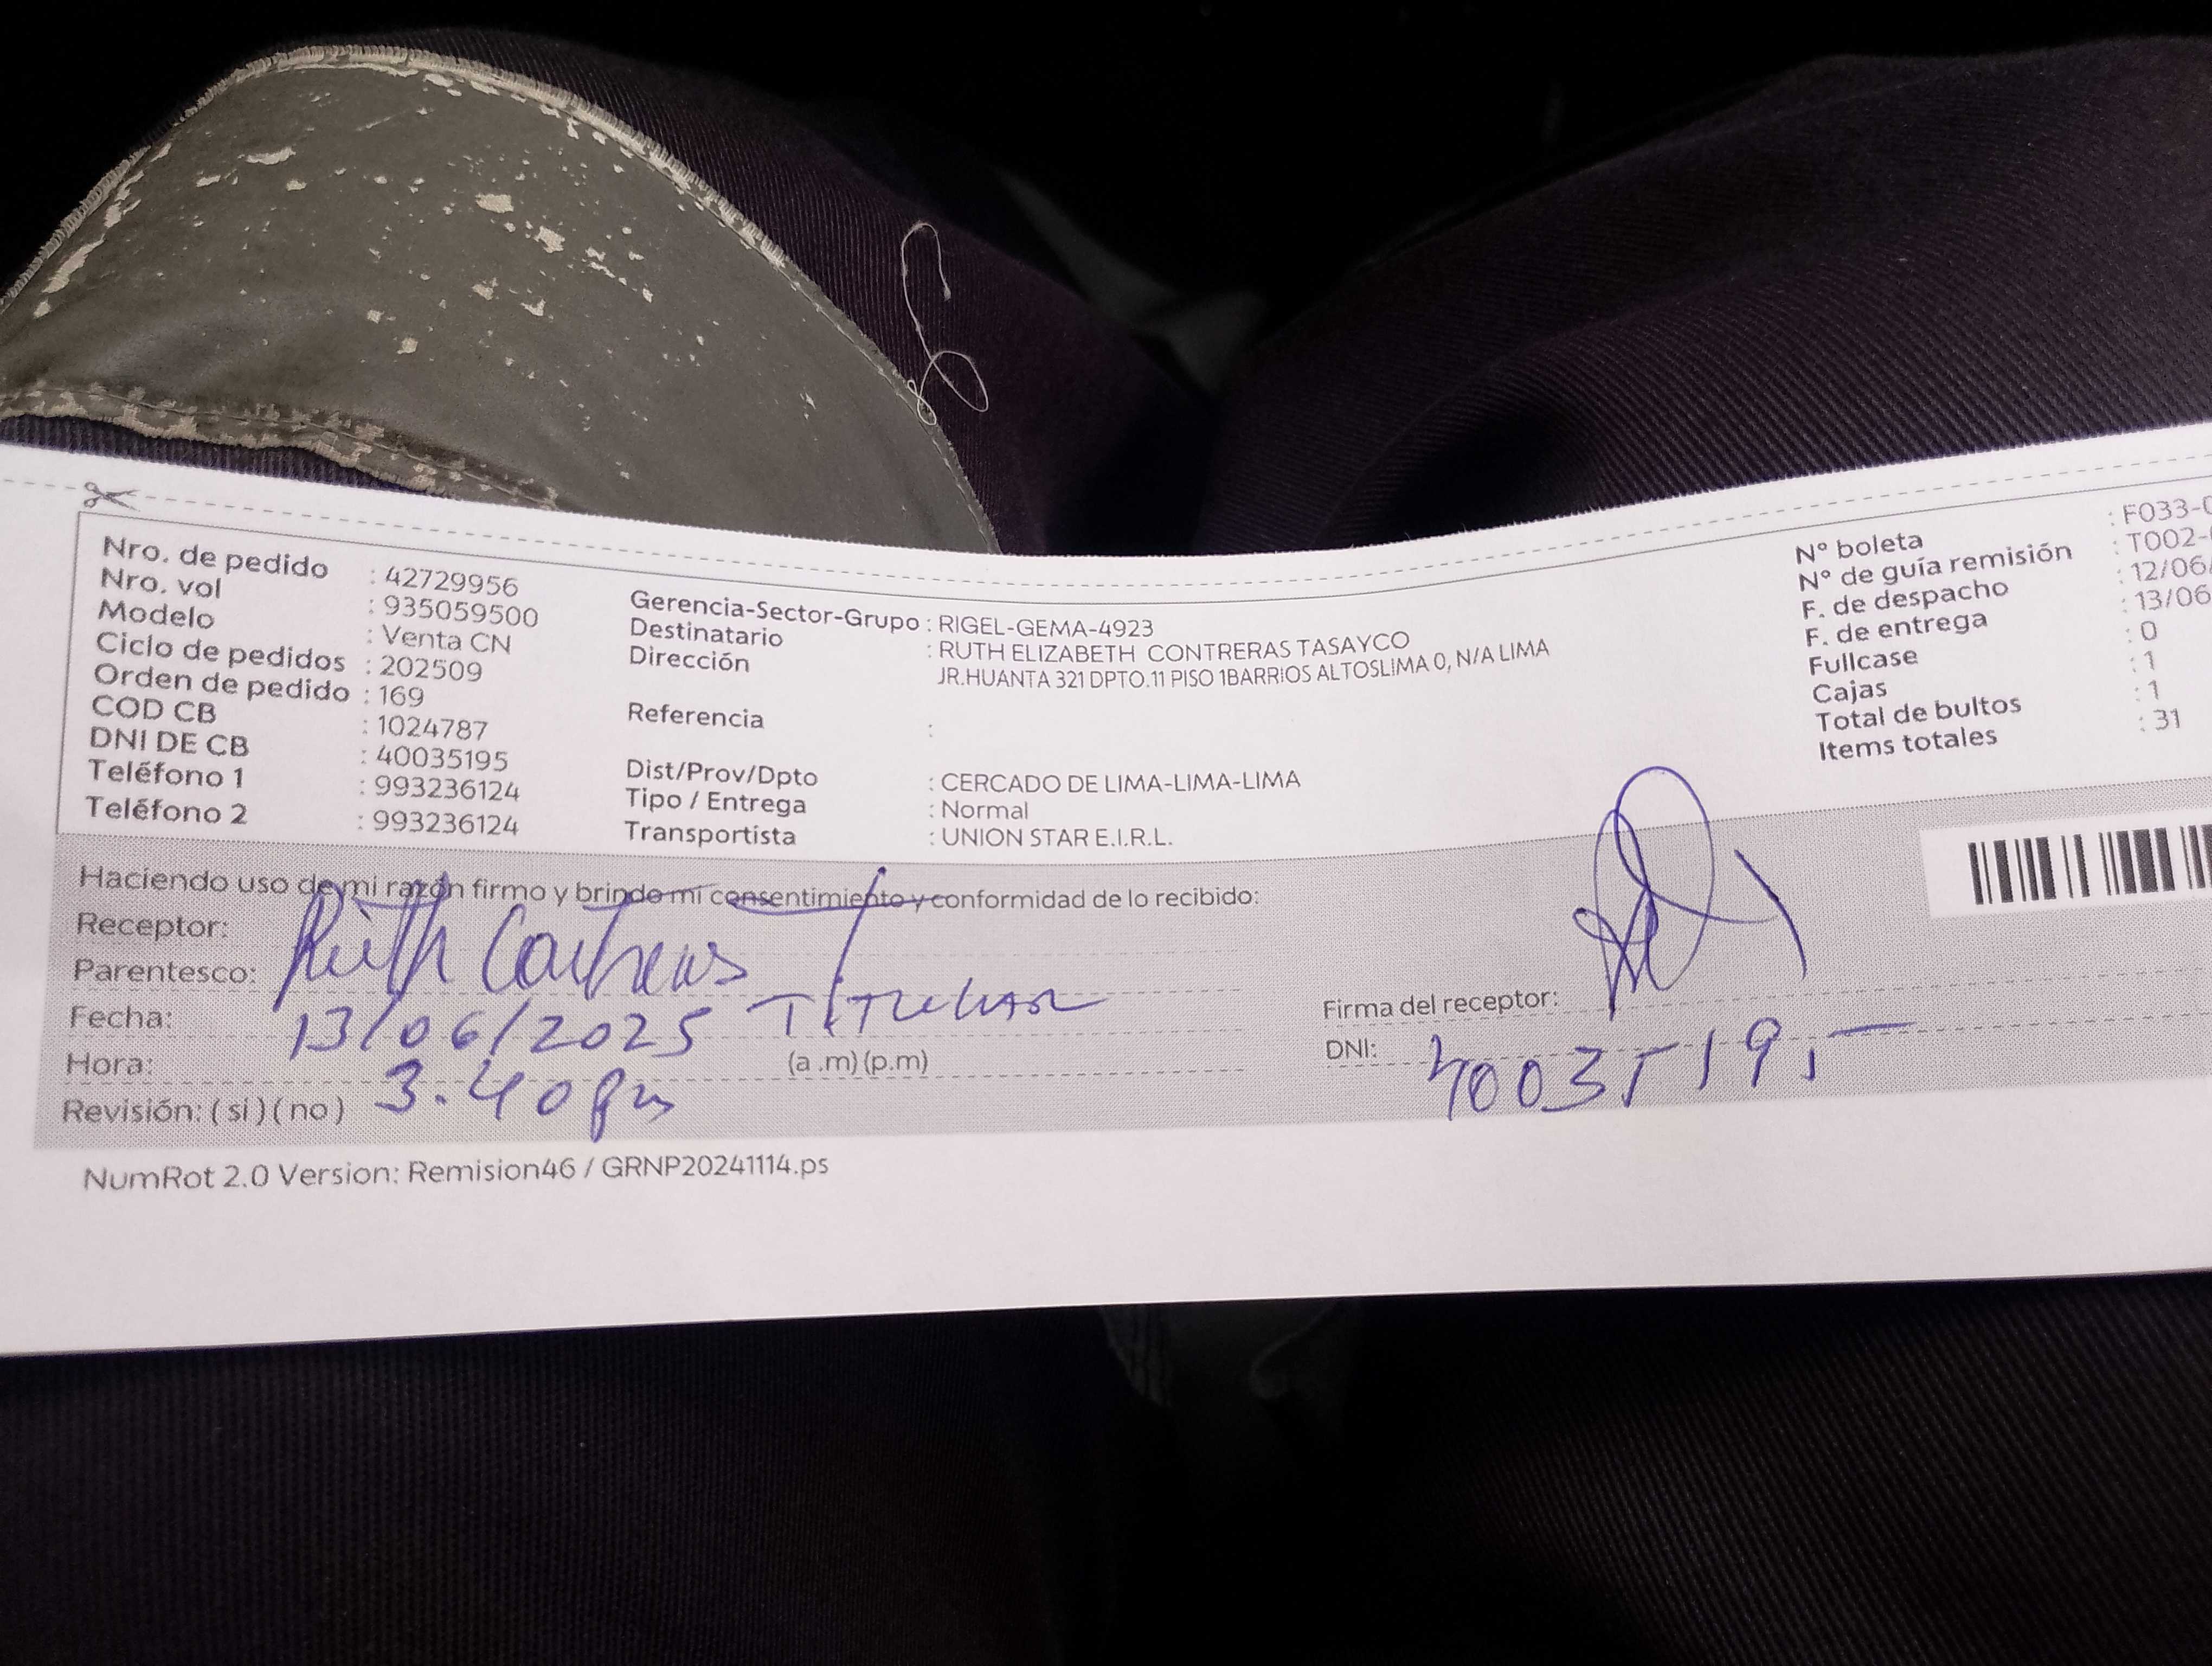 Nro. de pedido : 42729956
Nro. vol : 935059500
Modelo : Venta CN
Ciclo de pedidos : 202509
Orden de pedido : 169
COD CB : 1024787
DNI DE CB : 40035195
Teléfono 1 : 993236124
Teléfono 2 : 993236124
Gerencia-Sector-Grupo : RIGEL-GEMA-4923
Destinatario : RUTH ELIZABETH CONTRERAS TASAYCO
Dirección JR.HUANTA 321 DPTO.11 PISO 1BARRIOS ALTOSLIMA 0, N/A LIMA
Referencia :
Dist/Prov/Dpto : CERCADO DE LIMA-LIMA-LIMA
Tipo / Entrega : Normal
Transportista : UNION STAR E.I.R.L.
N° boleta : F033-
N° de guía remisión : T002-
F. de despacho : 12/06/
F. de entrega : 13/06
Fullcase : 0
Cajas : 1
Total de bultos : 1
Items totales : 31
Haciendo uso de mi razón firmo y brindo mi consentimiento y conformidad de lo recibido:
Receptor: Ruth Contreras T
Parentesco: Titular
Fecha: 13/06/2025
Hora: 3.40 pm (a .m) (p.m)
Revisión: ( si ) ( no )
Firma del receptor:
DNI: 40035195
NumRot 2.0 Version: Remision46 / GRNP20241114.ps